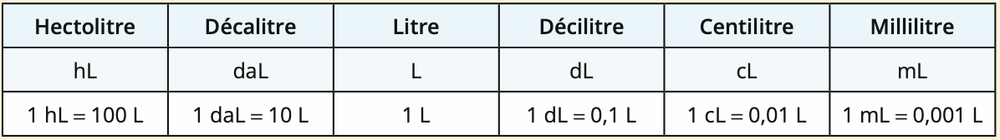 Hectolitre Décalitre Litre Décilitre Centilitre Millilitre
hL daL L dL cL mL
1 hL = 100 L 1 daL = 10 L 1 L 1 dL = 0,1 L 1 cL = 0,01 L 1 mL = 0,001 L